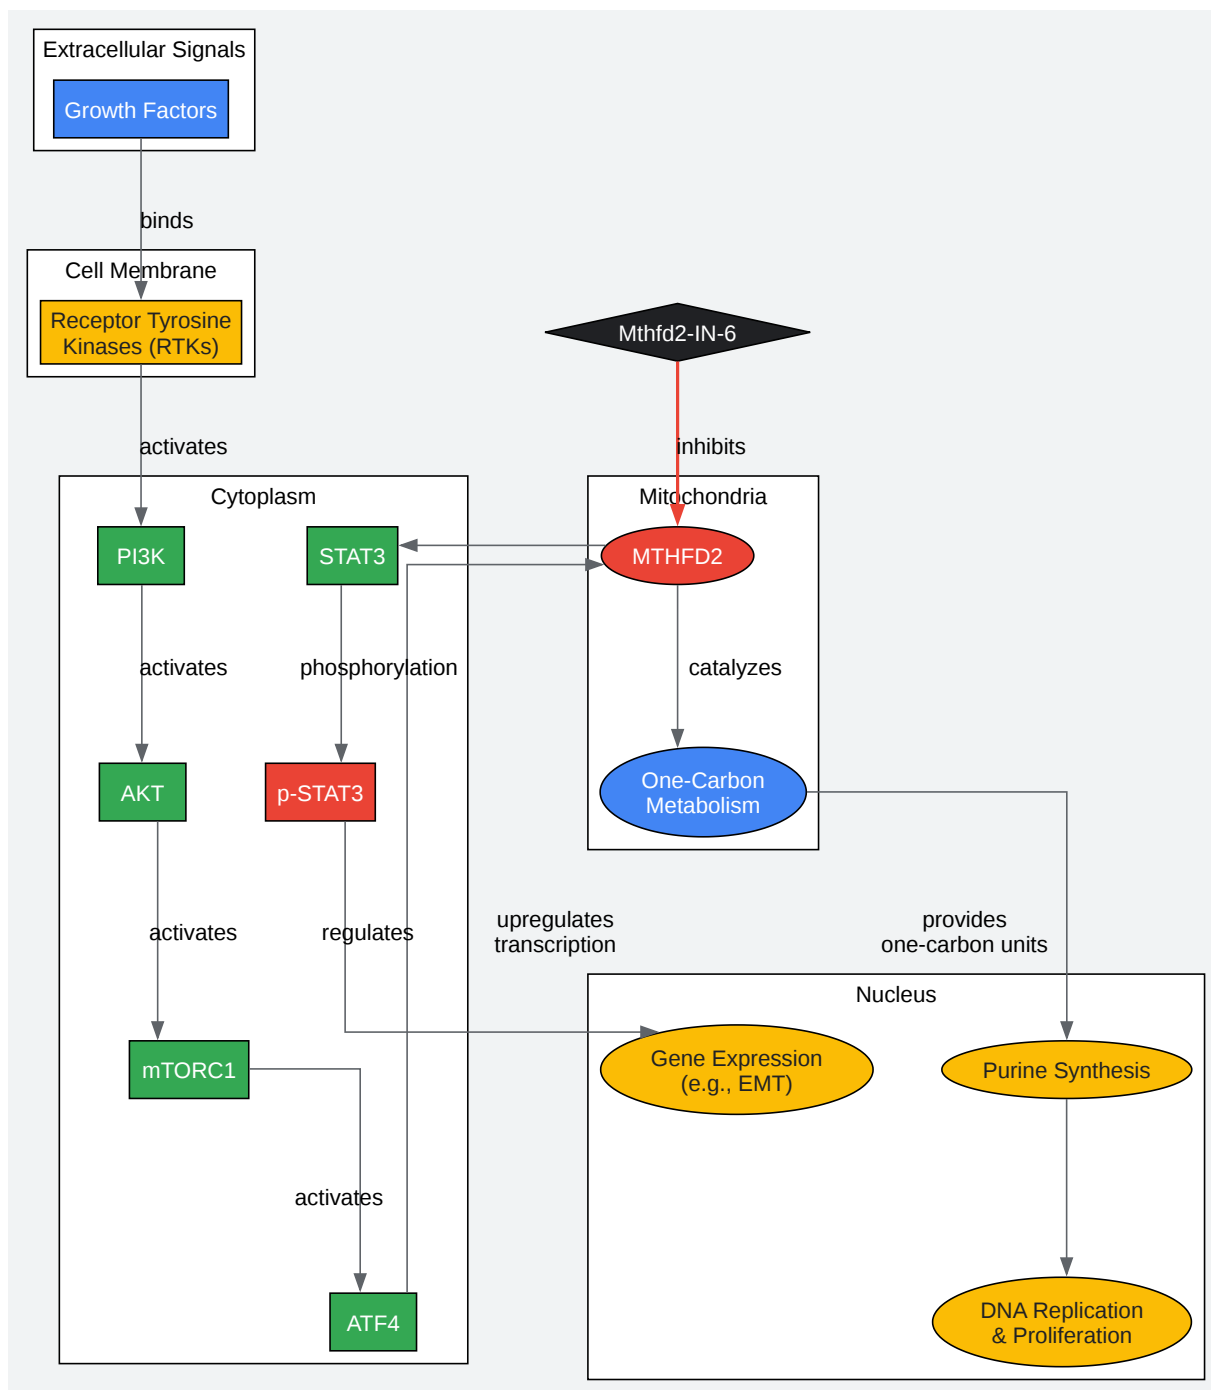 Extracellular Signals
Growth Factors
binds
Cell Membrane
Receptor Tyrosine
Kinases (RTKs)
Mthfd2-IN-6
activates
inhibits
Cytoplasm
Mitochondria
PI3K
STAT3
MTHFD2
activates
phosphorylation
catalyzes
AKT
p-STAT3
One-Carbon
Metabolism
activates
regulates
upregulates
transcription
provides
one-carbon units
Nucleus
mTORC1
Gene Expression
(e.g., EMT)
Purine Synthesis
activates
ATF4
DNA Replication
& Proliferation